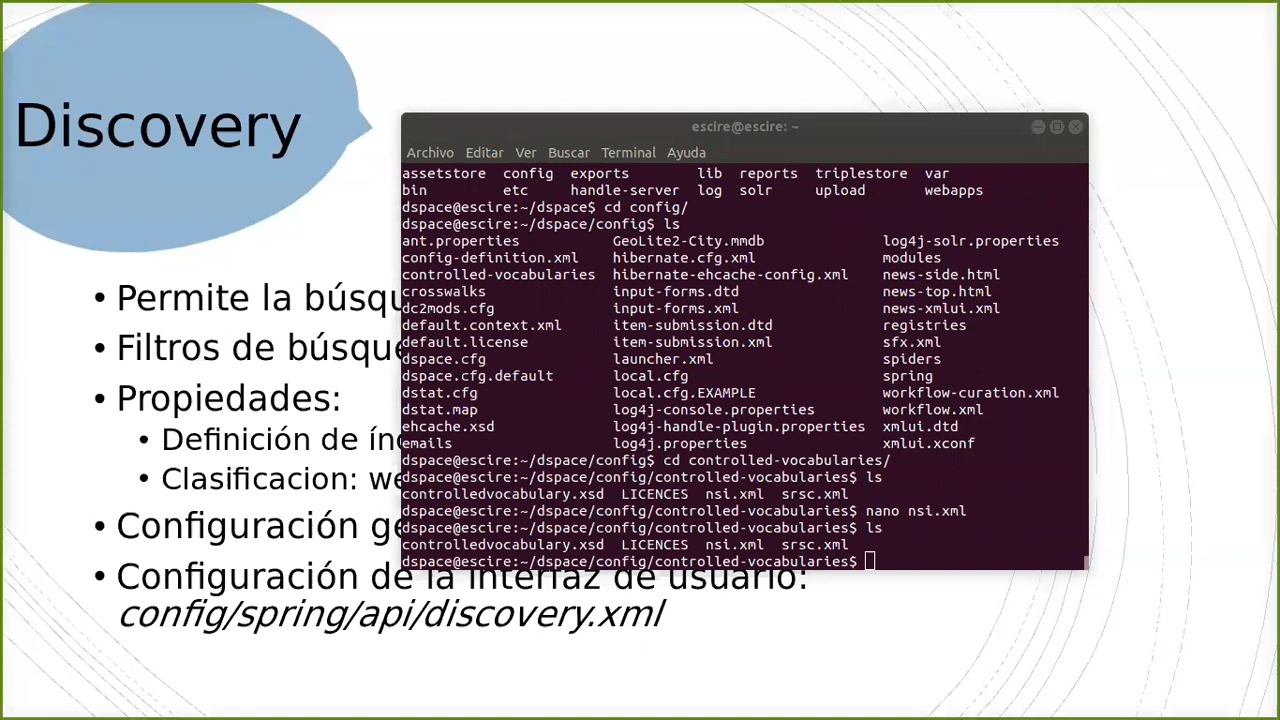 Discovery
escire@escire: ~
Archivo Editar Ver Buscar Terminal Ayuda
assetstore config exports lib reports triplestore var
bin etc handle-server log solr upload webapps
dspace@escire:~/dspace$ cd config/
dspace@escire:~/dspace/config$ ls
ant.properties GeoLite2-City.mmdb log4j-solr.properties
config-definition.xml hibernate.cfg.xml modules
controlled-vocabularies hibernate-ehcache-config.xml news-side.html
crosswalks input-forms.dtd news-top.html
dc2mods.cfg input-forms.xml news-xmlui.xml
default.context.xml item-submission.dtd registries
default.license item-submission.xml sfx.xml
dspace.cfg launcher.xml spiders
dspace.cfg.default local.cfg spring
dstat.cfg local.cfg.EXAMPLE workflow-curation.xml
dstat.map log4j-console.properties workflow.xml
ehcache.xsd log4j-handle-plugin.properties xmlui.dtd
emails log4j.properties xmlui.xconf
dspace@escire:~/dspace/config$ cd controlled-vocabularies/
dspace@escire:~/dspace/config/controlled-vocabularies$ ls
controlledvocabulary.xsd LICENCES nsi.xml srsc.xml
dspace@escire:~/dspace/config/controlled-vocabularies$ nano nsi.xml
dspace@escire:~/dspace/config/controlled-vocabularies$ ls
controlledvocabulary.xsd LICENCES nsi.xml srsc.xml
dspace@escire:~/dspace/config/controlled-vocabularies$
• Permite la
• Filtros de
• Propiedades:
• Definición de
• Clasificacion:
• Configuración
• Configuración de la interfaz de usuario:
config/spring/api/discovery.xml